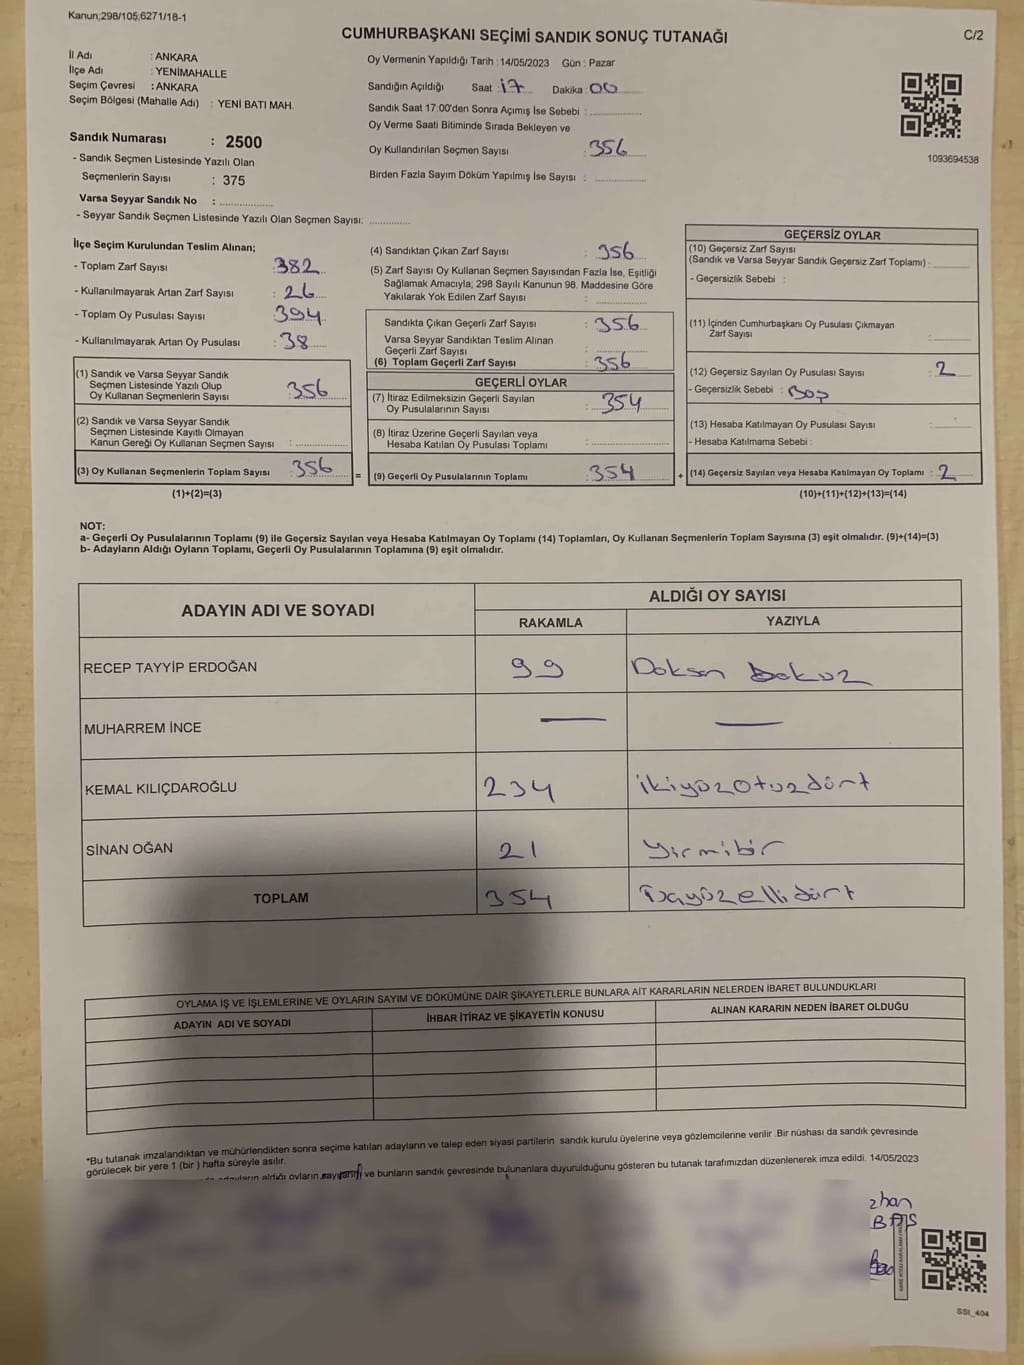 Kanun;298/105,6271/18-1
CUMHURBAŞKANI SEÇİMİ SANDIK SONUÇ TUTANAĞI
C/2
İl Adı : ANKARA
İlçe Adı : YENİMAHALLE
Seçim Çevresi : ANKARA
Seçim Bölgesi (Mahalle Adı) : YENİ BATI MAH.
Oy Vermenin Yapıldığı Tarih : 14/05/2023 Gün : Pazar
Sandığın Açıldığı Saat : 17 Dakika : 00
Sandık Saat 17:00'den Sonra Açımış İse Sebebi :
Oy Verme Saati Bitiminde Sırada Bekleyen ve
Oy Kullandırılan Seçmen Sayısı : 356
Birden Fazla Sayım Döküm Yapılmış İse Sayısı :
1093694538
Sandık Numarası : 2500
- Sandık Seçmen Listesinde Yazılı Olan
Seçmenlerin Sayısı : 375
Varsa Seyyar Sandık No :
- Seyyar Sandık Seçmen Listesinde Yazılı Olan Seçmen Sayısı:
İlçe Seçim Kurulundan Teslim Alınan;
- Toplam Zarf Sayısı : 382
- Kullanılmayarak Artan Zarf Sayısı : 26
- Toplam Oy Pusulası Sayısı : 394
- Kullanılmayarak Artan Oy Pusulası : 38
(1) Sandık ve Varsa Seyyar Sandık
Seçmen Listesinde Yazılı Olup
Oy Kullanan Seçmenlerin Sayısı : 356
(2) Sandık ve Varsa Seyyar Sandık
Seçmen Listesinde Kayıtlı Olmayan
Kanun Gereği Oy Kullanan Seçmen Sayısı :
(3) Oy Kullanan Seçmenlerin Toplam Sayısı : 356 =
(1)+(2)=(3)
(4) Sandıktan Çıkan Zarf Sayısı : 356
(5) Zarf Sayısı Oy Kullanan Seçmen Sayısından Fazla İse, Eşitliği
Sağlamak Amacıyla; 298 Sayılı Kanunun 98. Maddesine Göre
Yakılarak Yok Edilen Zarf Sayısı :
Sandıkta Çıkan Geçerli Zarf Sayısı : 356
Varsa Seyyar Sandıktan Teslim Alınan
Geçerli Zarf Sayısı :
(6) Toplam Geçerli Zarf Sayısı : 356
GEÇERLİ OYLAR
(7) İtiraz Edilmeksizin Geçerli Sayılan
Oy Pusulalarının Sayısı : 354
(8) İtiraz Üzerine Geçerli Sayılan veya
Hesaba Katılan Oy Pusulası Toplamı :
(9) Geçerli Oy Pusulalarının Toplamı : 354 +
GEÇERSİZ OYLAR
(10) Geçersiz Zarf Sayısı
(Sandık ve Varsa Seyyar Sandık Geçersiz Zarf Toplamı) :
- Geçersizlik Sebebi :
(11) İçinden Cumhurbaşkanı Oy Pusulası Çıkmayan
Zarf Sayısı :
(12) Geçersiz Sayılan Oy Pusulası Sayısı : 2
- Geçersizlik Sebebi : Boş
(13) Hesaba Katılmayan Oy Pusulası Sayısı :
- Hesaba Katılmama Sebebi :
(14) Geçersiz Sayılan veya Hesaba Katılmayan Oy Toplamı : 2
(10)+(11)+(12)+(13)=(14)
NOT:
a- Geçerli Oy Pusulalarının Toplamı (9) ile Geçersiz Sayılan veya Hesaba Katılmayan Oy Toplamı (14) Toplamları, Oy Kullanan Seçmenlerin Toplam Sayısına (3) eşit olmalıdır. (9)+(14)=(3)
b- Adayların Aldığı Oyların Toplamı, Geçerli Oy Pusulalarının Toplamına (9) eşit olmalıdır.
ADAYIN ADI VE SOYADI
ALDIĞI OY SAYISI
RAKAMLA YAZIYLA
RECEP TAYYİP ERDOĞAN 99 Doksan Dokuz
MUHARREM İNCE — —
KEMAL KILIÇDAROĞLU 234 ikiyüzotuzdört
SİNAN OĞAN 21 Yirmibir
TOPLAM 354 Üçyüzellidört
OYLAMA İŞ VE İŞLEMLERİNE VE OYLARIN SAYIM VE DÖKÜMÜNE DAİR ŞİKAYETLERLE BUNLARA AİT KARARLARIN NELERDEN İBARET BULUNDUKLARI
ADAYIN ADI VE SOYADI İHBAR İTİRAZ VE ŞİKAYETİN KONUSU ALINAN KARARIN NEDEN İBARET OLDUĞU
*Bu tutanak imzalandıktan ve mühürlendikten sonra seçime katılan adayların ve talep eden siyasi partilerin sandık kurulu üyelerine veya gözlemcilerine verilir .Bir nüshası da sandık çevresinde
görülecek bir yere 1 (bir ) hafta süreyle asılır.
adayların aldığı oyların sayılarını ve bunların sandık çevresinde bulunanlara duyurulduğunu gösteren bu tutanak tarafımızdan düzenlenerek imza edildi. 14/05/2023
SSI_404